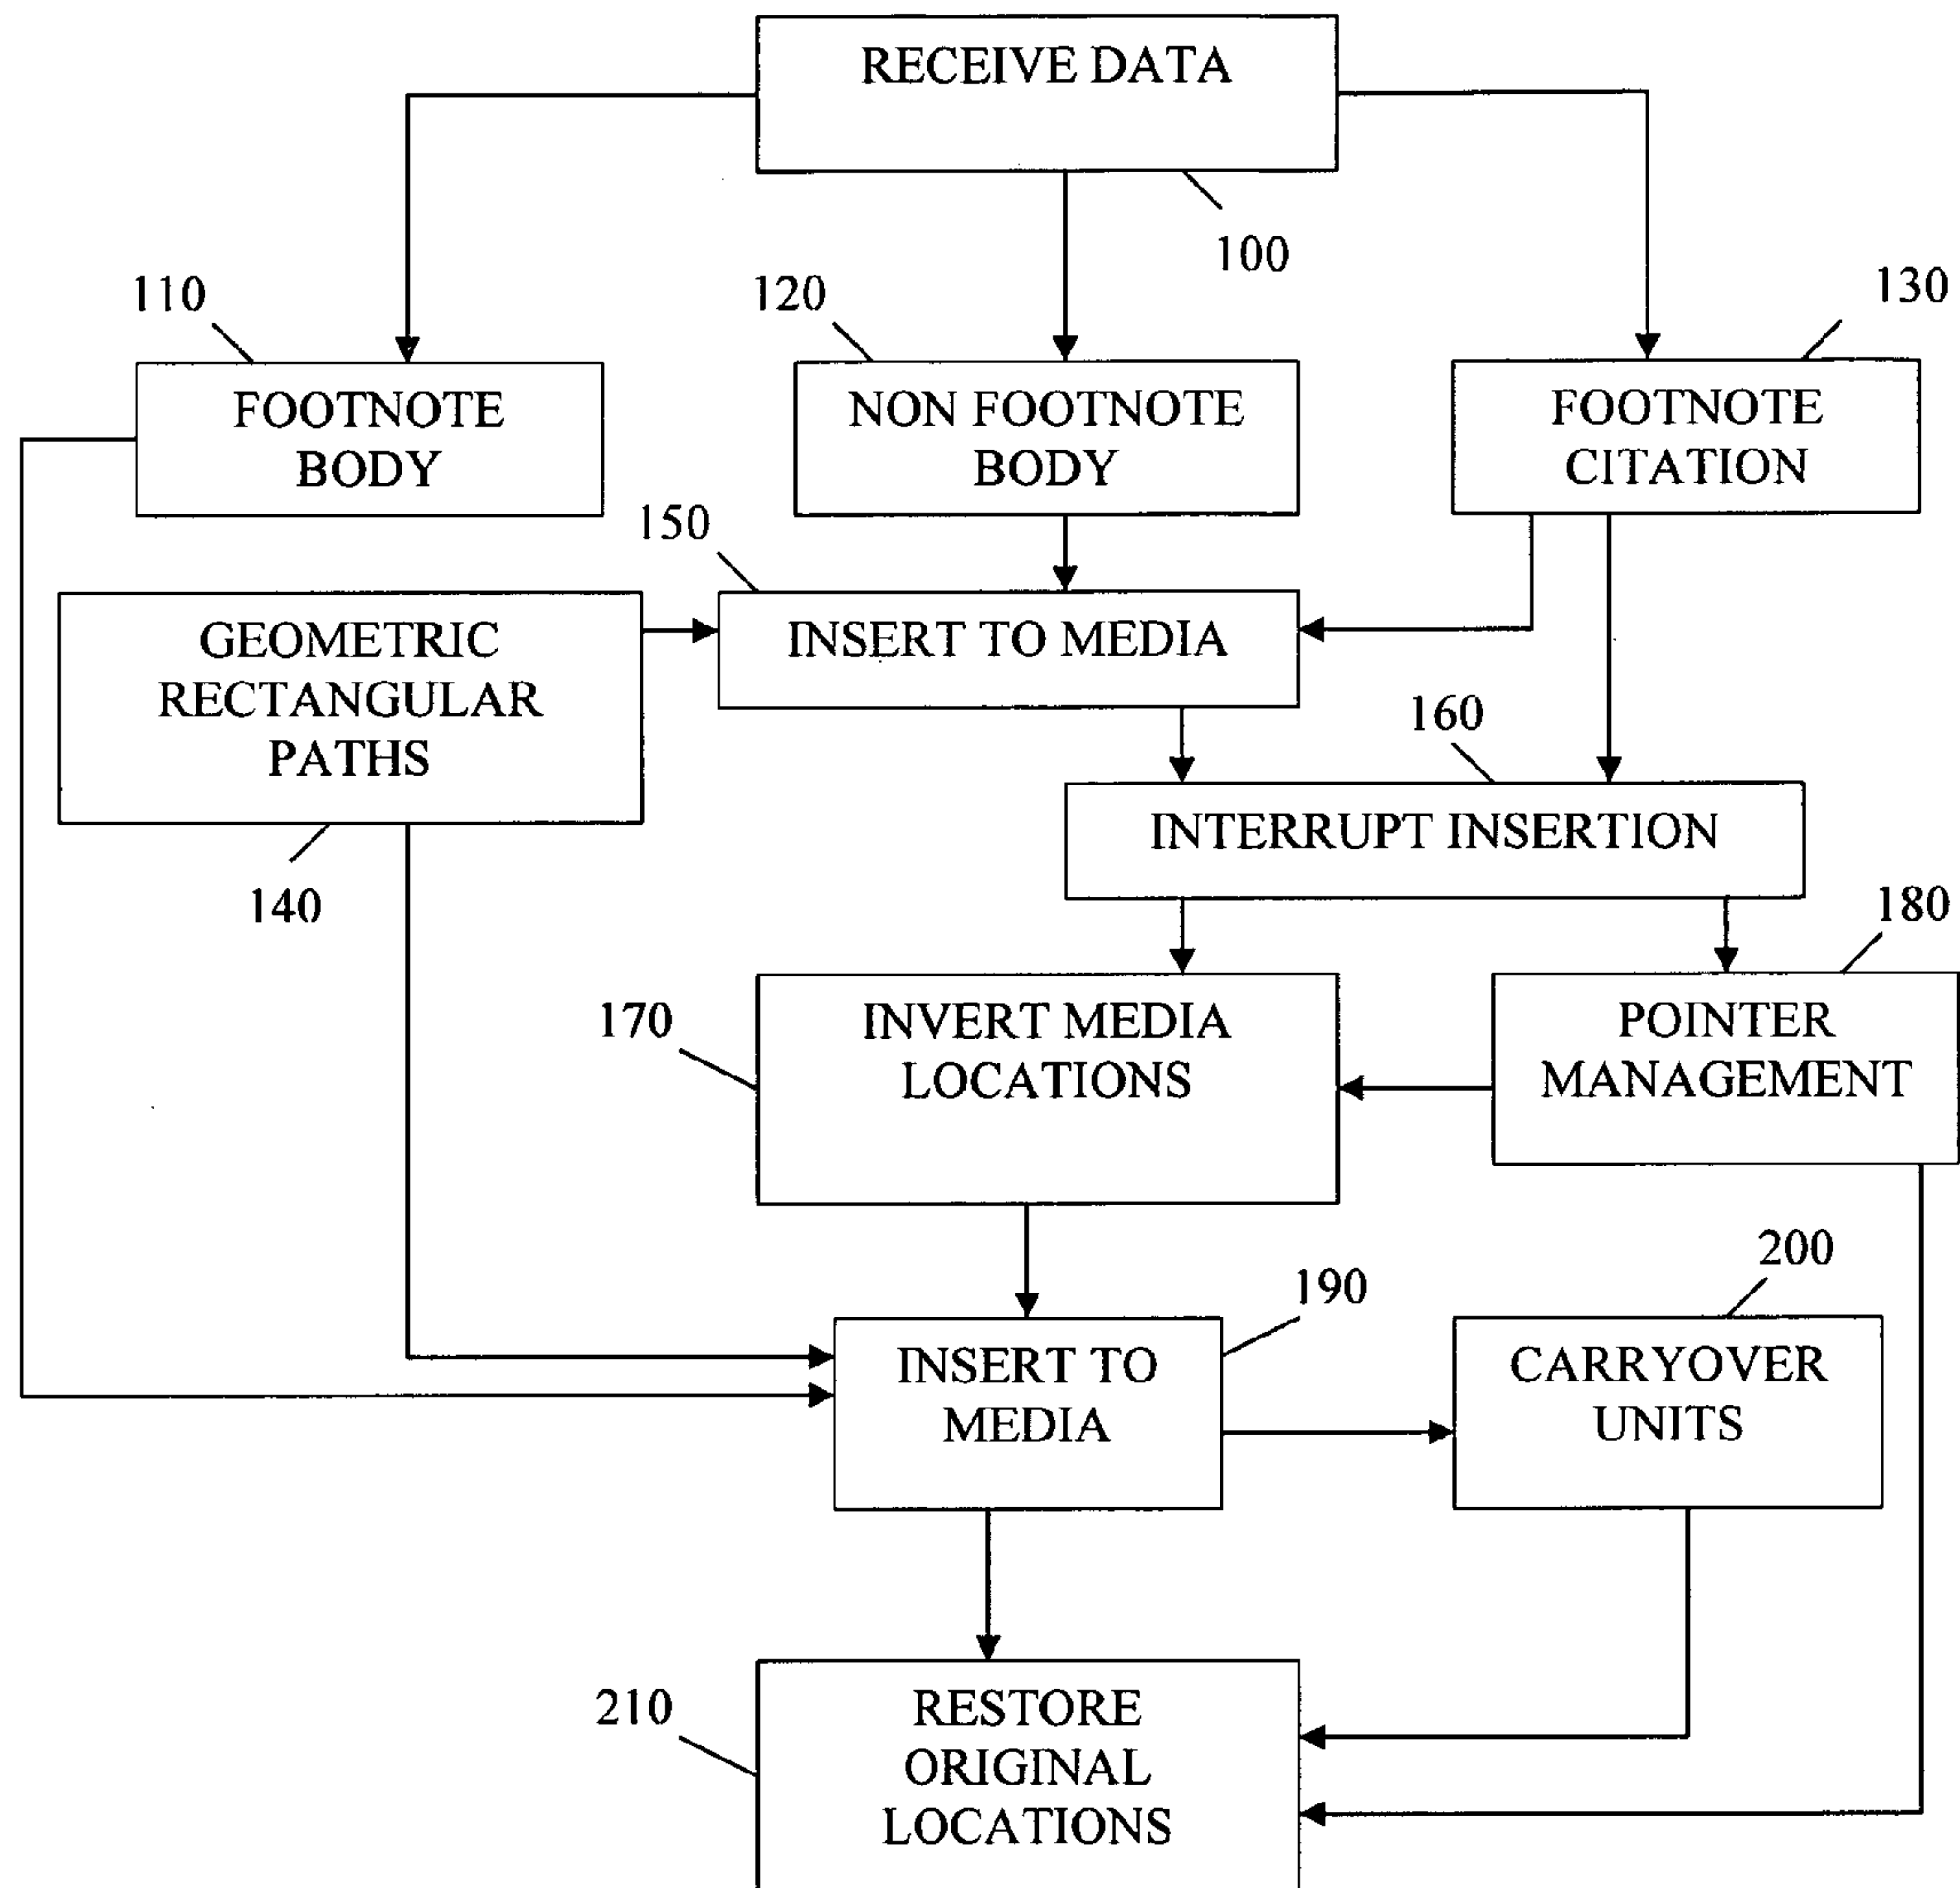 RECEIVE DATA
100
110
120
130
FOOTNOTE
BODY
NON FOOTNOTE
BODY
FOOTNOTE
CITATION
150
GEOMETRIC
RECTANGULAR
PATHS
INSERT TO MEDIA
160
140
INTERRUPT INSERTION
180
170
INVERT MEDIA
LOCATIONS
POINTER
MANAGEMENT
200
190
INSERT TO
MEDIA
CARRYOVER
UNITS
210
RESTORE
ORIGINAL
LOCATIONS